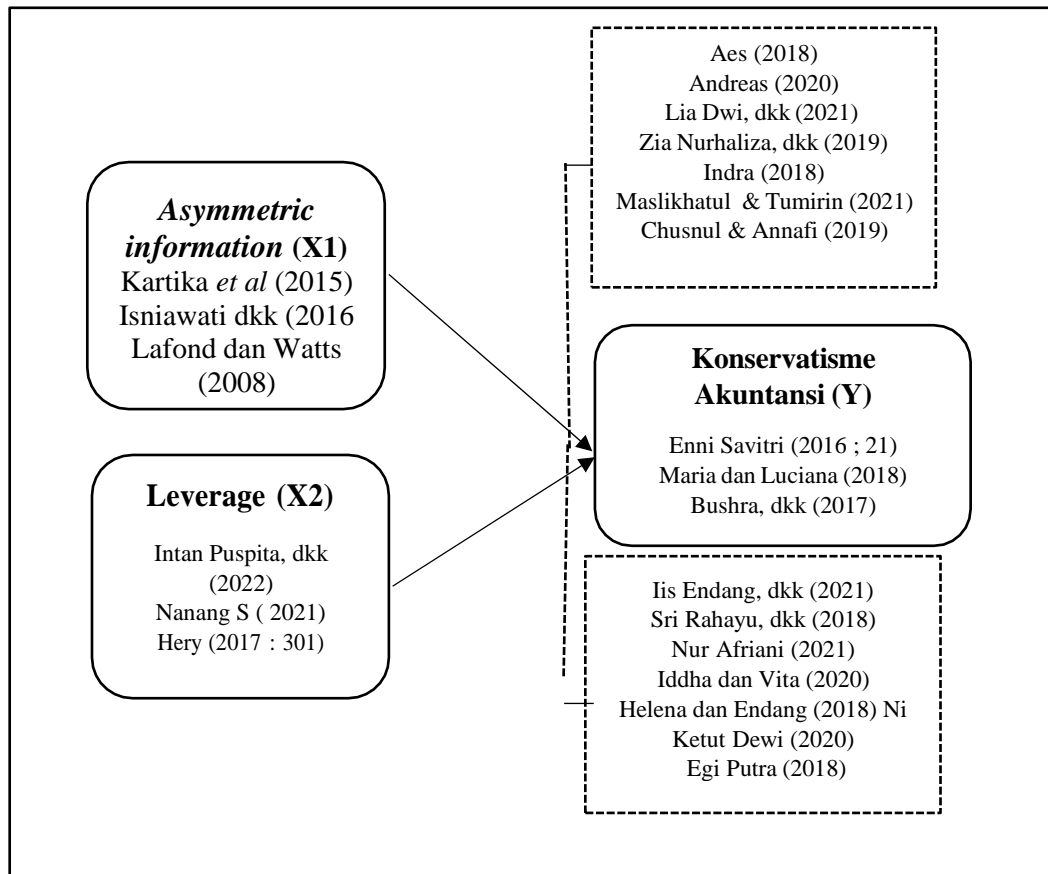 Asymmetric
information (X1)
Kartika et al (2015)
Isniawati dkk (2016
Lafond dan Watts
(2008)
Leverage (X2)
Intan Puspita, dkk
(2022)
Nanang S ( 2021)
Hery (2017 : 301)
Aes (2018)
Andreas (2020)
Lia Dwi, dkk (2021)
Zia Nurhaliza, dkk (2019)
Indra (2018)
Maslikhatul & Tumirin (2021)
Chusnul & Annafi (2019)
Konservatisme
Akuntansi (Y)
Enni Savitri (2016 ; 21)
Maria dan Luciana (2018)
Bushra, dkk (2017)
Iis Endang, dkk (2021)
Sri Rahayu, dkk (2018)
Nur Afriani (2021)
Iddha dan Vita (2020)
Helena dan Endang (2018) Ni
Ketut Dewi (2020)
Egi Putra (2018)